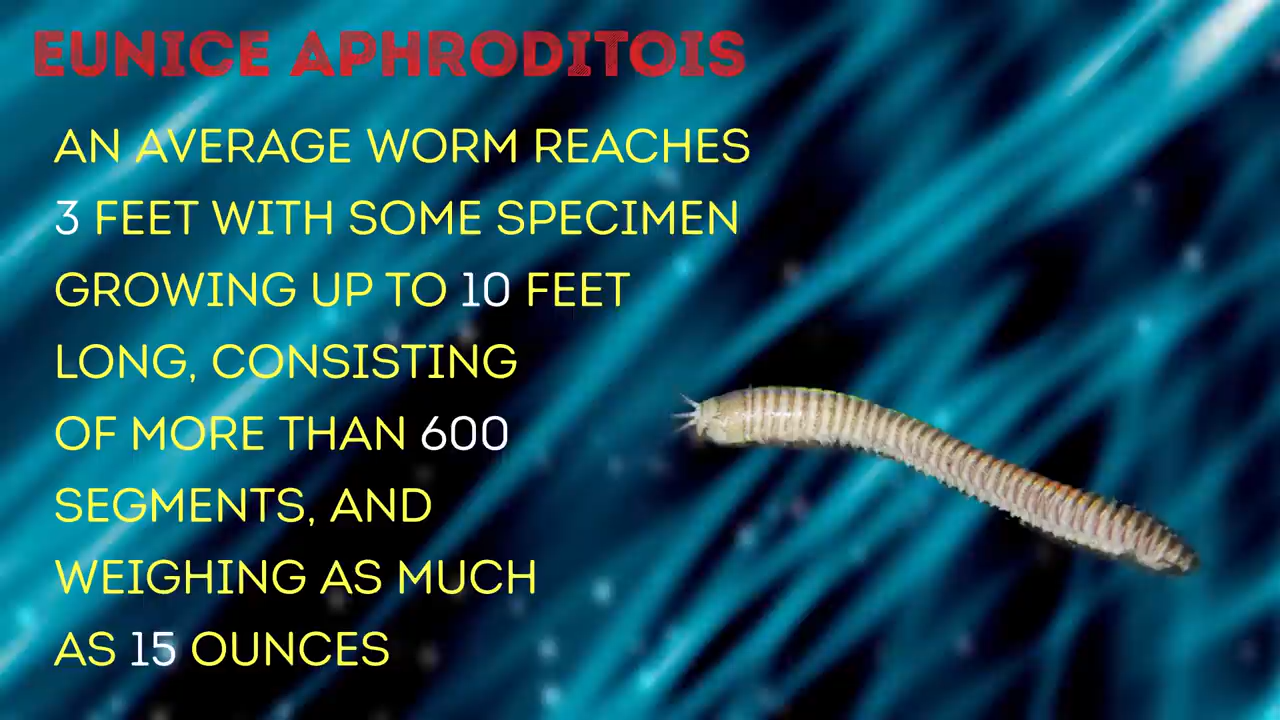 EUNICE APHRODITOIS
AN AVERAGE WORM REACHES
3 FEET WITH SOME SPECIMEN
GROWING UP TO 10 FEET
LONG, CONSISTING
OF MORE THAN 600
SEGMENTS, AND
WEIGHING AS MUCH
AS 15 OUNCES